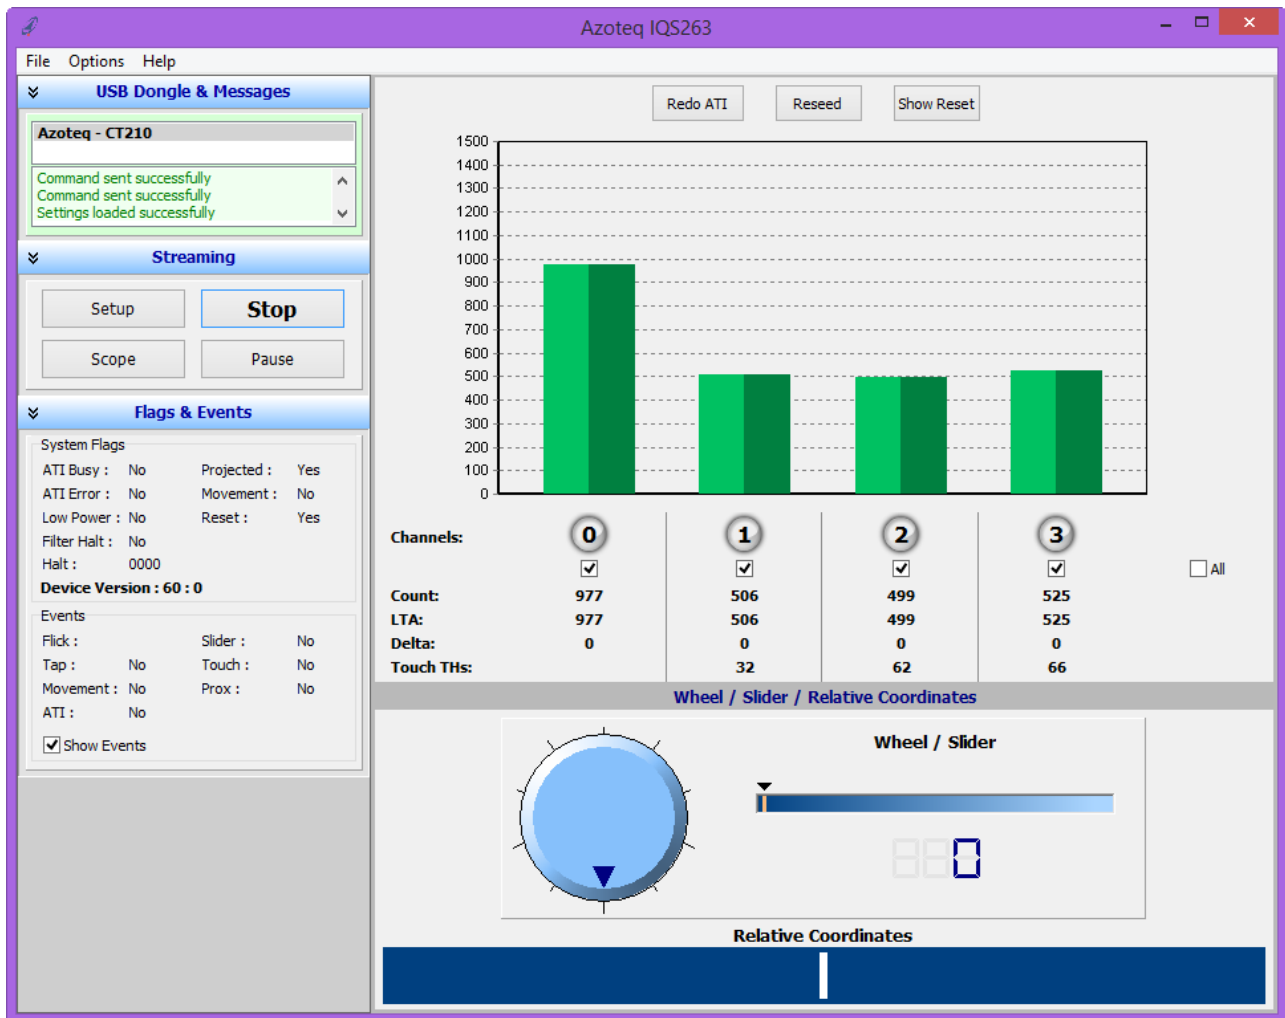 Azoteq IQS263
File Options Help
USB Dongle & Messages
Azoteq - CT210
Command sent successfully
Command sent successfully
Settings loaded successfully
Streaming
Setup Stop
Scope Pause
Flags & Events
System Flags
ATI Busy : No Projected : Yes
ATI Error : No Movement : No
Low Power : No Reset : Yes
Filter Halt : No
Halt : 0000
Device Version : 60 : 0
Events
Flick : Slider : No
Tap : No Touch : No
Movement : No Prox : No
ATI : No
Show Events
Redo ATI Reseed Show Reset
1500
1400
1300
1200
1100
1000
900
800
700
600
500
400
300
200
100
0
Channels: 0 1 2 3
All
Count: 977 506 499 525
LTA: 977 506 499 525
Delta: 0 0 0 0
Touch THs: 32 62 66
Wheel / Slider / Relative Coordinates
Wheel / Slider
0
Relative Coordinates